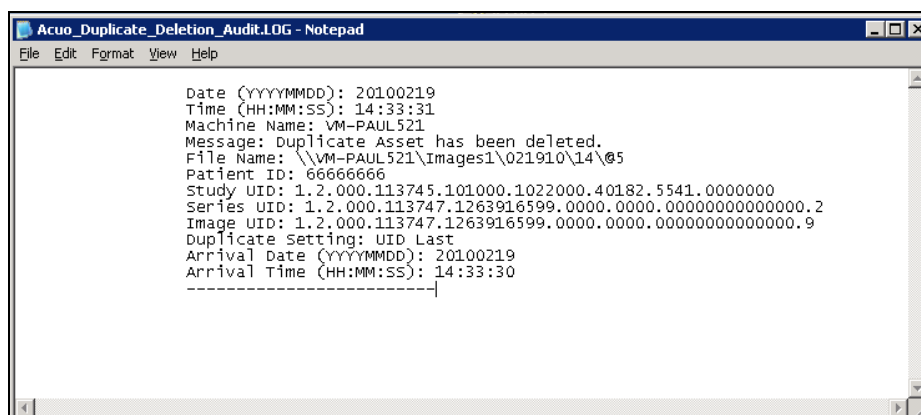 Acuo_Duplicate_Deletion_Audit.LOG - Notepad
File Edit Format View Help
Date (YYYYMMDD): 20100219
Time (HH:MM:SS): 14:33:31
Machine Name: VM-PAUL521
Message: Duplicate Asset has been deleted.
File Name: \\VM-PAUL521\Images1\021910\14\@5
Patient ID: 66666666
Study UID: 1.2.000.113745.101000.1022000.40182.5541.0000000
Series UID: 1.2.000.113747.1263916599.0000.0000.00000000000000.2
Image UID: 1.2.000.113747.1263916599.0000.0000.00000000000000.9
Duplicate Setting: UID Last
Arrival Date (YYYYMMDD): 20100219
Arrival Time (HH:MM:SS): 14:33:30
-------------------------